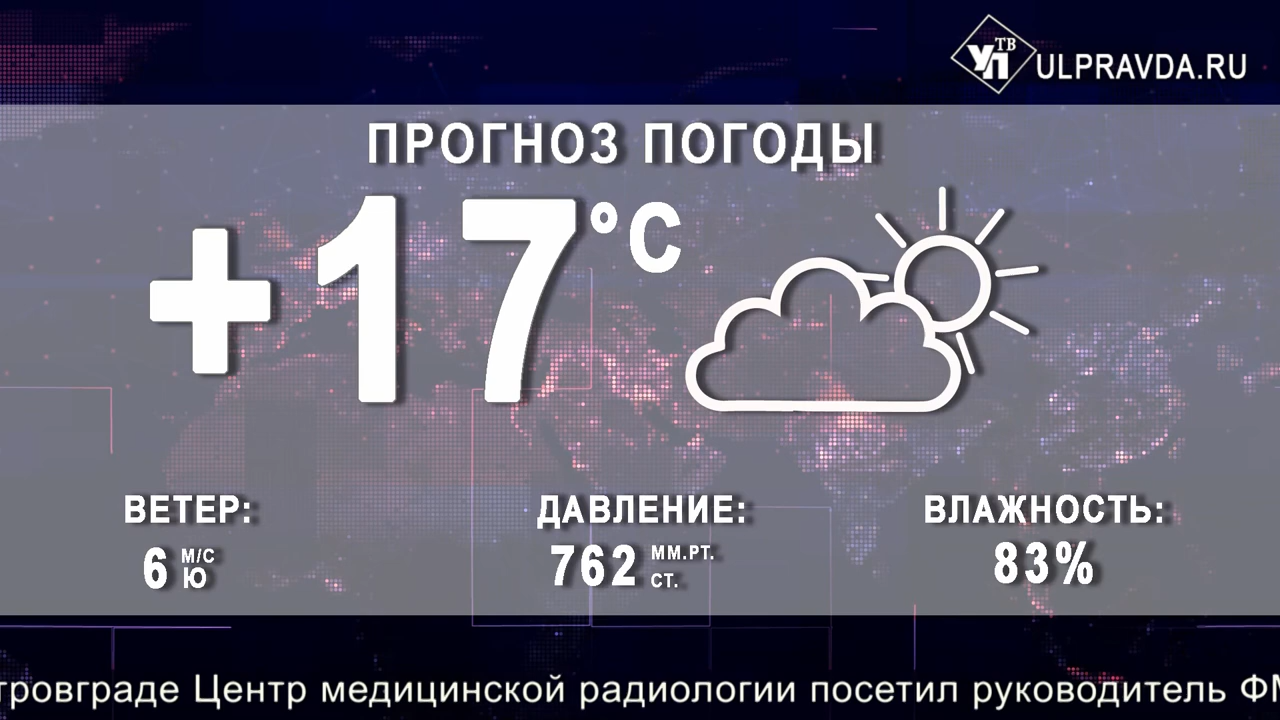 УП ТВ
ULPRAVDA.RU
ПРОГНОЗ ПОГОДЫ
+17°C
ВЕТЕР:
6 М/С Ю
ДАВЛЕНИЕ:
762 ММ.РТ. СТ.
ВЛАЖНОСТЬ:
83%
тровграде Центр медицинской радиологии посетил руководитель ФМ